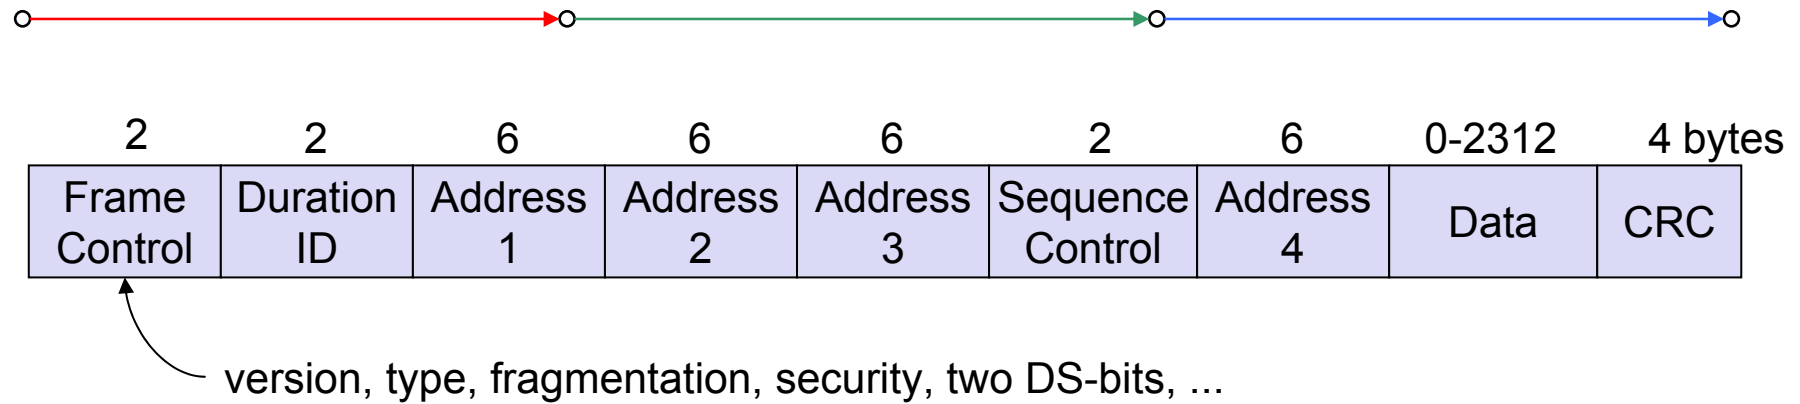 2 2 6 6 6 2 6 0-2312 4 bytes
Frame Duration Address Address Address Sequence Address Data CRC
Control ID 1 2 3 Control 4
version, type, fragmentation, security, two DS-bits, ...